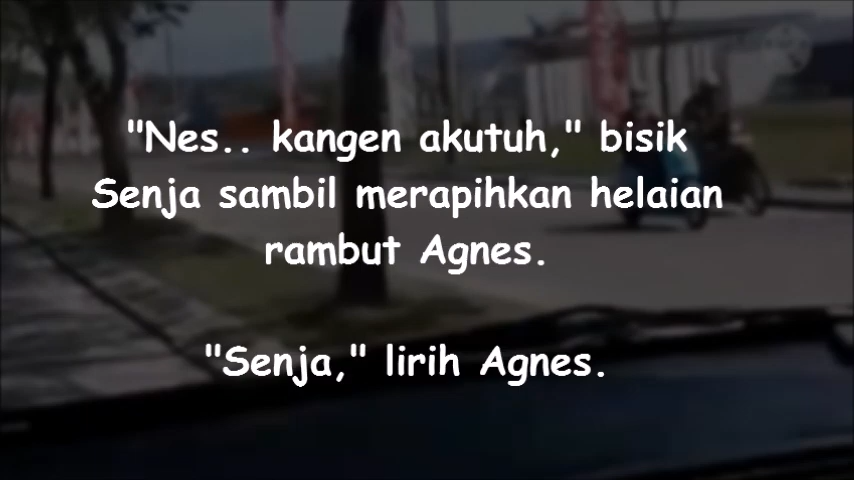 "Nes.. kangen akutuh," bisik
Senja sambil merapihkan helaian
rambut Agnes.
"Senja," lirih Agnes.